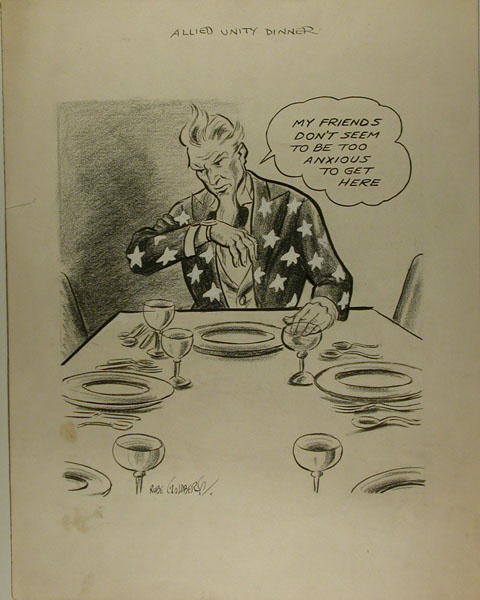 ALLIED UNITY DINNER
MY FRIENDS
DON'T SEEM
TO BE TOO
ANXIOUS
TO GET
HERE
RUBE GOLDBERG